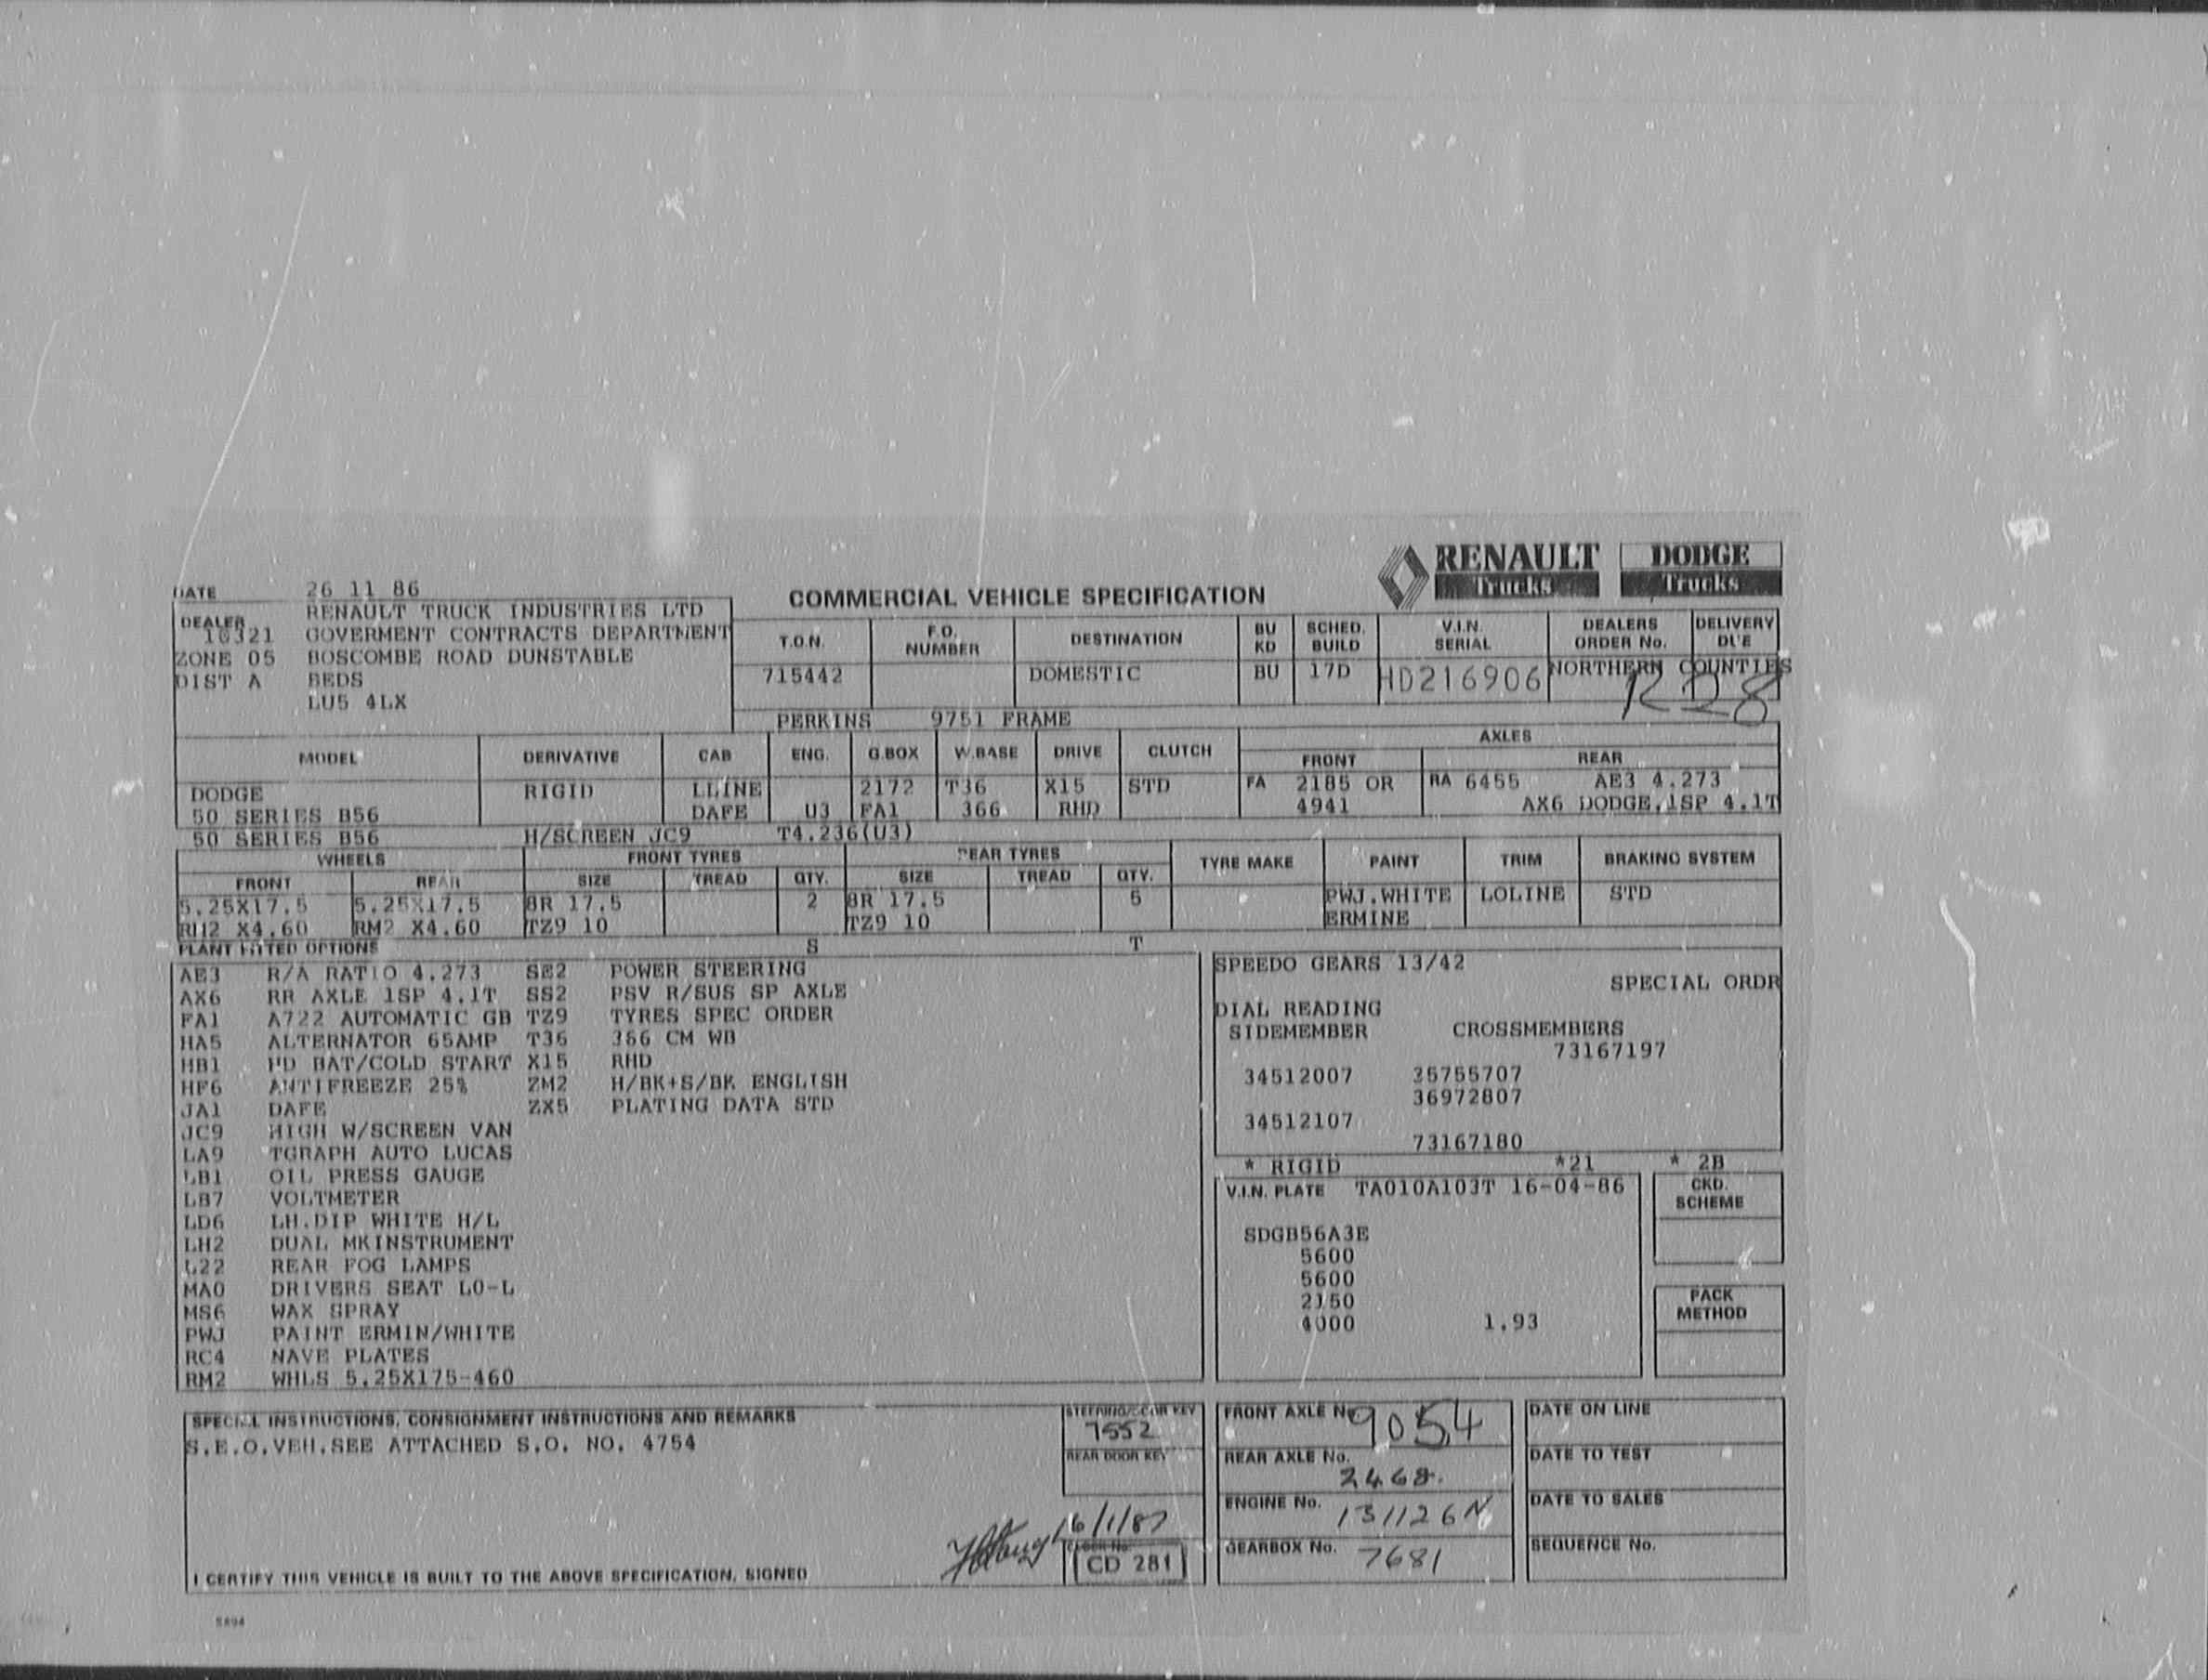 RENAULT Trucks DODGE Trucks
DATE 26 11 86
COMMERCIAL VEHICLE SPECIFICATION
DEALER 10321
ZONE 05
DIST A
RENAULT TRUCK INDUSTRIES LTD
GOVERMENT CONTRACTS DEPARTMENT
BOSCOMBE ROAD DUNSTABLE
BEDS
LU5 4LX
T.O.N. F.O. NUMBER DESTINATION BU KD SCHED. BUILD V.I.N. SERIAL DEALERS ORDER No. DELIVERY
715442 DOMESTIC BU 17D HD216906 NORTHERN COUNTIES
R28
PERKINS 9751 FRAME
MODEL DERIVATIVE CAB ENG. G.BOX W.BASE DRIVE CLUTCH AXLES
FRONT REAR
DODGE RIGID LLINE 2172 T36 X15 STD FA 2185 OR RA 6455 AE3 4.273
50 SERIES B56 DAFE U3 FA1 366 RHD 4941 AX6 DODGE,1SP 4.1T
50 SERIES B56 H/SCREEN JC9 T4.236(U3)
WHEELS FRONT TYRES REAR TYRES TYRE MAKE PAINT TRIM BRAKING SYSTEM
FRONT REAR SIZE TREAD QTY. SIZE TREAD QTY.
5.25X17.5 5.25X17.5 8R 17.5 2 8R 17.5 5 PWJ.WHITE LOLINE STD
RM2 X4.60 RM2 X4.60 TZ9 10 TZ9 10 ERMINE
PLANT FITTED OPTIONS S T
AE3 R/A RATIO 4.273 SE2 POWER STEERING
AX6 RR AXLE 1SP 4.1T SS2 PSV R/SUS SP AXLE
FA1 A722 AUTOMATIC GB TZ9 TYRES SPEC ORDER
HA5 ALTERNATOR 65AMP T36 366 CM WB
HB1 HD BAT/COLD START X15 RHD
HF6 ANTIFREEZE 25% ZM2 H/BK+S/BK ENGLISH
JA1 DAFE ZX5 PLATING DATA STD
JC9 HIGH W/SCREEN VAN
LA9 TGRAPH AUTO LUCAS
LB1 OIL PRESS GAUGE
LB7 VOLTMETER
LD6 LH.DIP WHITE H/L
LH2 DUAL MKINSTRUMENT
L22 REAR FOG LAMPS
MA0 DRIVERS SEAT LO-L
MS6 WAX SPRAY
PWJ PAINT ERMIN/WHITE
RC4 NAVE PLATES
RM2 WHLS 5.25X175-460
SPEEDO GEARS 13/42
SPECIAL ORDR
DIAL READING
SIDEMEMBER CROSSMEMBERS
73167197
34512007 35755707
36972807
34512107
73167180
* RIGID *21 * 2B
V.I.N. PLATE TA010A103T 16-04-86
CKD. SCHEME
SDGB56A3E
5600
5600
2150
4000 1.93
PACK METHOD
SPECIAL INSTRUCTIONS, CONSIGNMENT INSTRUCTIONS AND REMARKS
S.E.O.VEH.SEE ATTACHED S.O. NO. 4754
STEERING/ KEY
7552
REAR DOOR KEY
16/1/87
CD 281
I CERTIFY THIS VEHICLE IS BUILT TO THE ABOVE SPECIFICATION, SIGNED
FRONT AXLE No. 9054
REAR AXLE No. 2468.
ENGINE No. 131126N
GEARBOX No. 7681
DATE ON LINE
DATE TO TEST
DATE TO SALES
SEQUENCE No.